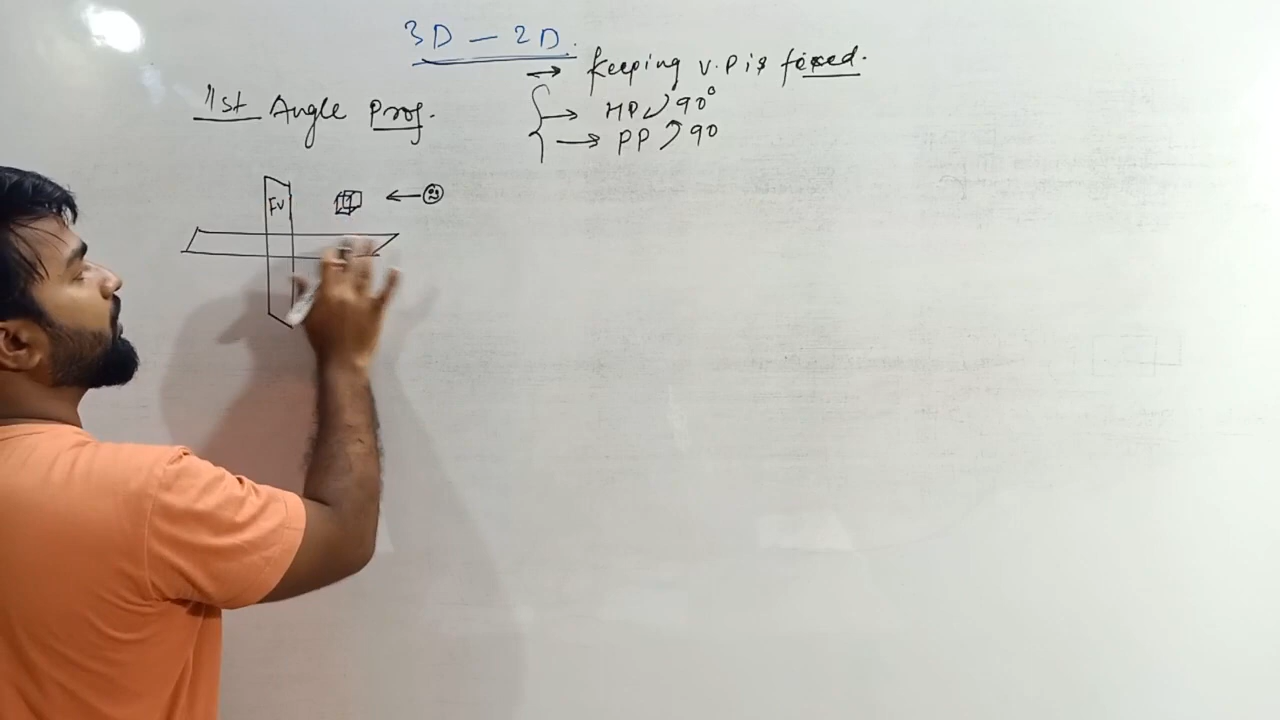 3D – 2D.
→ Keeping V.P is fixed.
1st Angle Proj.
→ HP 90°
→ PP 90
FV